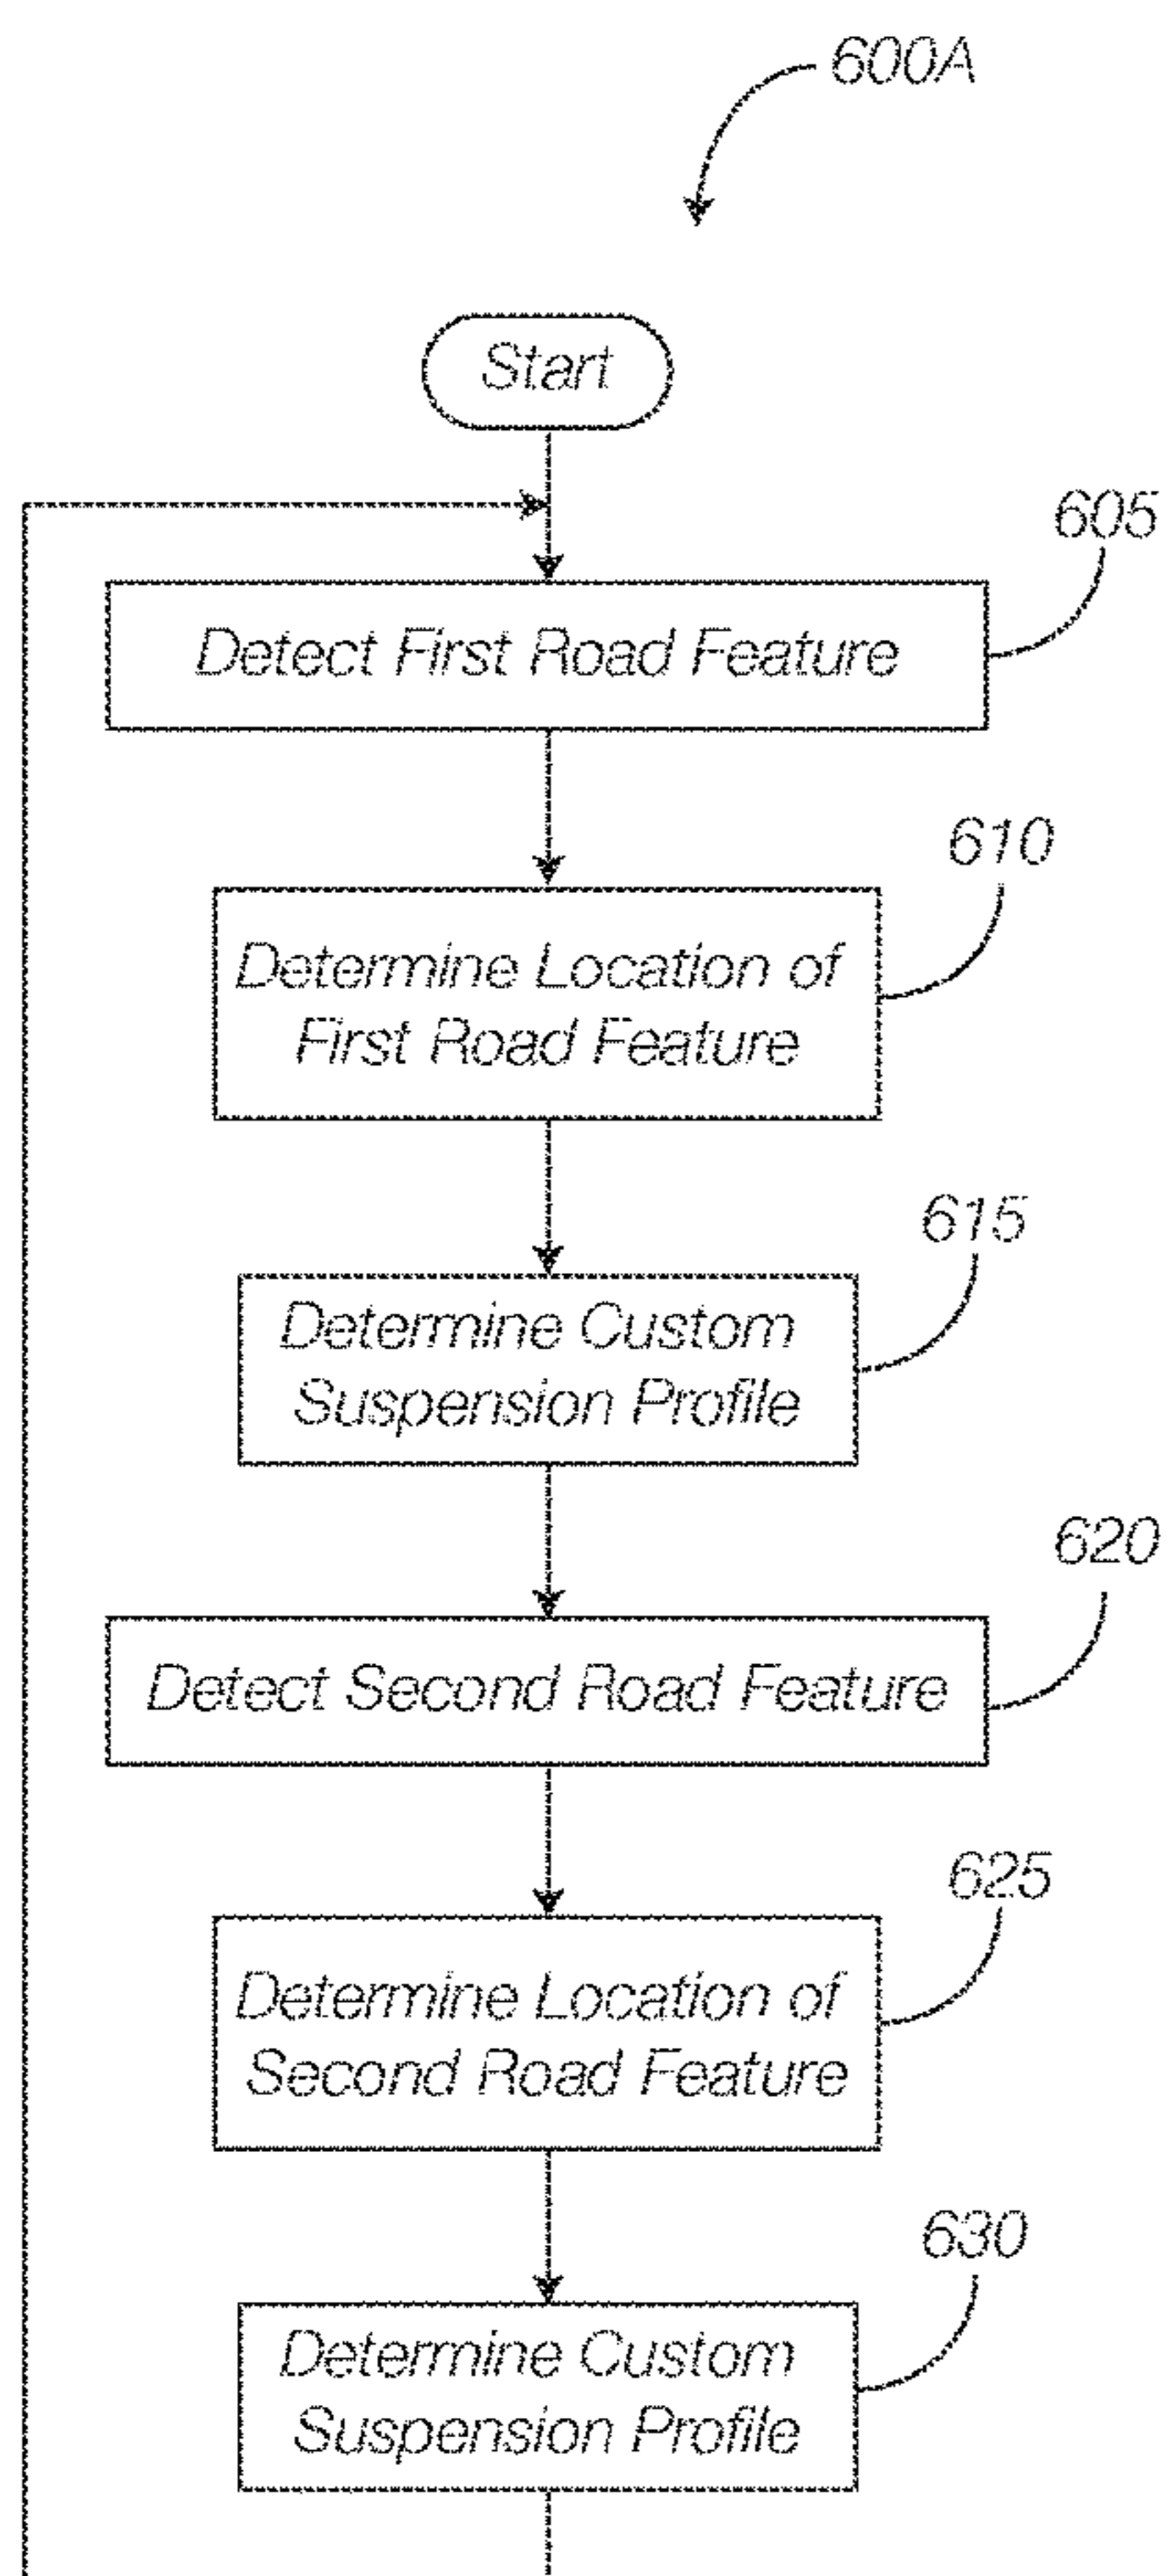 600A
Start
605
Detect First Road Feature
610
Determine Location of
First Road Feature
615
Determine Custom
Suspension Profile
620
Detect Second Road Feature
625
Determine Location of
Second Road Feature
630
Determine Custom
Suspension Profile